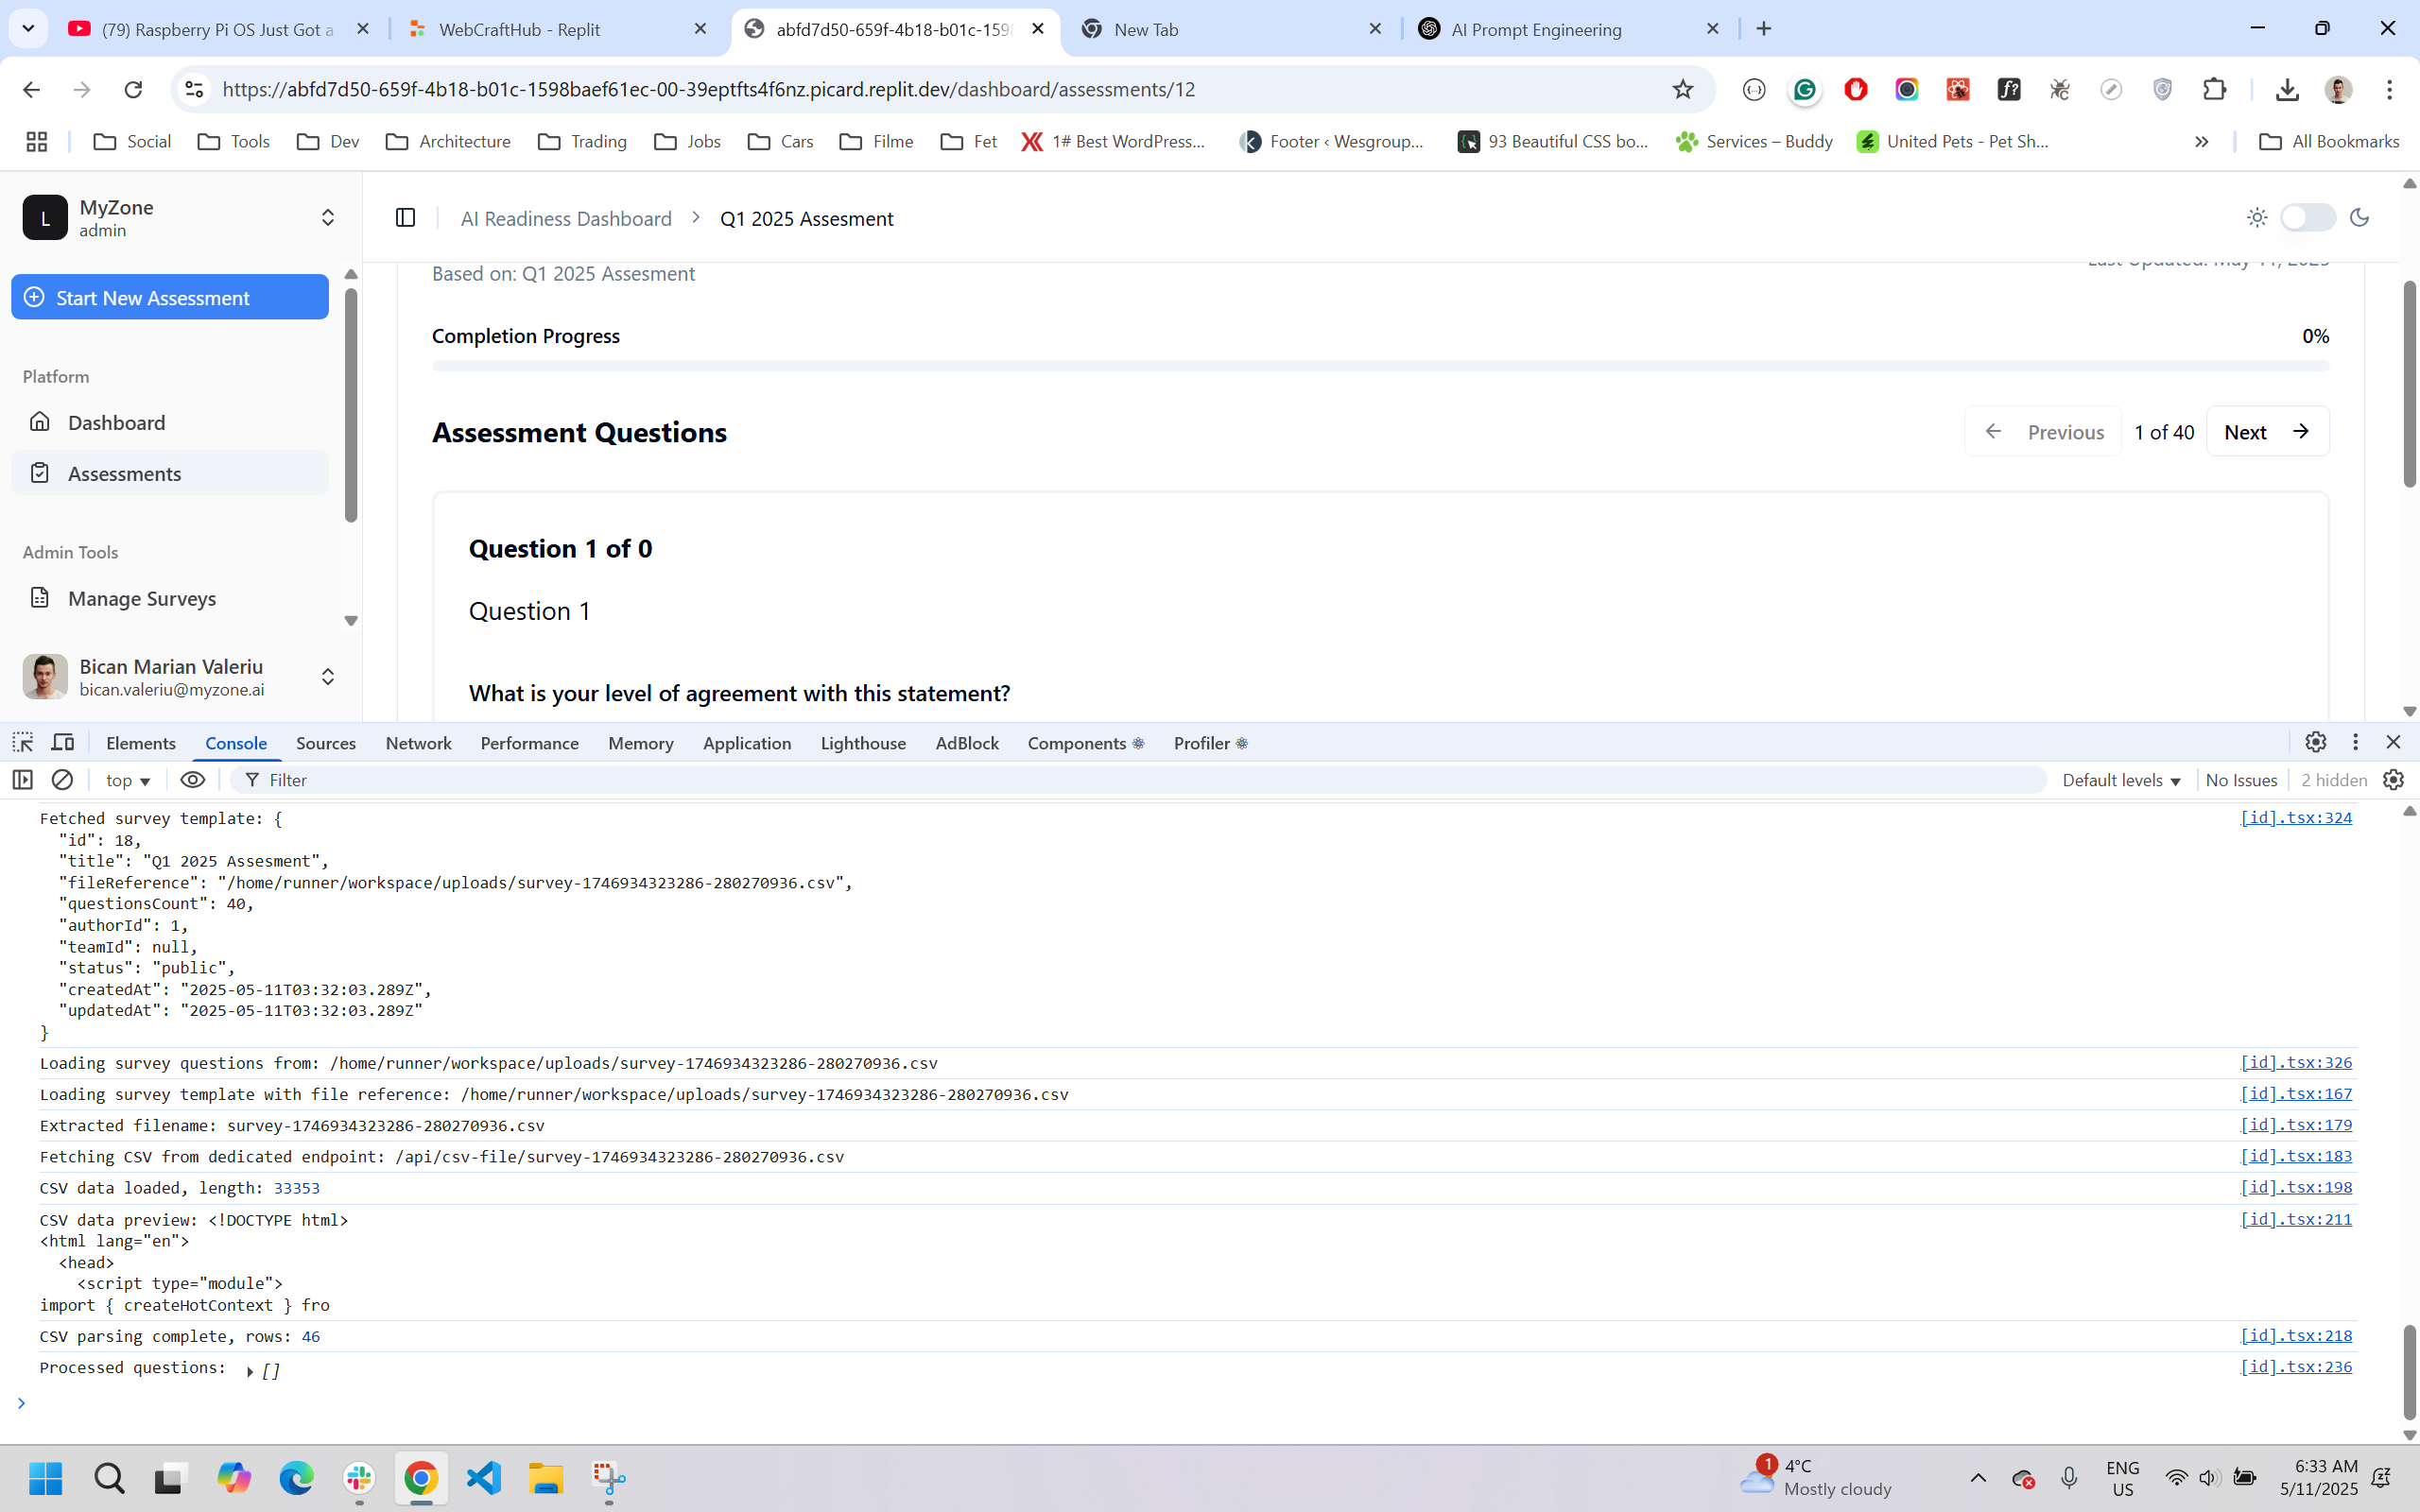 (79) Raspberry Pi OS Just Got a
WebCraftHub - Replit
abfd7d50-659f-4b18-b01c-1598
New Tab
AI Prompt Engineering
https://abfd7d50-659f-4b18-b01c-1598baef61ec-00-39eptfts4f6nz.picard.replit.dev/dashboard/assessments/12
Social
Tools
Dev
Architecture
Trading
Jobs
Cars
Filme
Fet
1# Best WordPress...
Footer ‹ Wesgroup...
93 Beautiful CSS bo...
Services – Buddy
United Pets - Pet Sh...
All Bookmarks
L
MyZone
admin
AI Readiness Dashboard > Q1 2025 Assesment
Start New Assessment
Based on: Q1 2025 Assesment
Last Updated: May 11, 2025
Completion Progress
0%
Platform
Dashboard
Assessments
Assessment Questions
Previous
1 of 40
Next
Admin Tools
Manage Surveys
Question 1 of 0
Question 1
What is your level of agreement with this statement?
Bican Marian Valeriu
bican.valeriu@myzone.ai
Elements
Console
Sources
Network
Performance
Memory
Application
Lighthouse
AdBlock
Components
Profiler
top
Filter
Default levels
No Issues
2 hidden
Fetched survey template: { [id].tsx:324
"id": 18,
"title": "Q1 2025 Assesment",
"fileReference": "/home/runner/workspace/uploads/survey-1746934323286-280270936.csv",
"questionsCount": 40,
"authorId": 1,
"teamId": null,
"status": "public",
"createdAt": "2025-05-11T03:32:03.289Z",
"updatedAt": "2025-05-11T03:32:03.289Z"
}
Loading survey questions from: /home/runner/workspace/uploads/survey-1746934323286-280270936.csv [id].tsx:326
Loading survey template with file reference: /home/runner/workspace/uploads/survey-1746934323286-280270936.csv [id].tsx:167
Extracted filename: survey-1746934323286-280270936.csv [id].tsx:179
Fetching CSV from dedicated endpoint: /api/csv-file/survey-1746934323286-280270936.csv [id].tsx:183
CSV data loaded, length: 33353 [id].tsx:198
CSV data preview: <!DOCTYPE html> [id].tsx:211
<html lang="en">
<head>
<script type="module">
import { createHotContext } fro
CSV parsing complete, rows: 46 [id].tsx:218
Processed questions: [] [id].tsx:236
1
4°C
Mostly cloudy
ENG
US
6:33 AM
5/11/2025